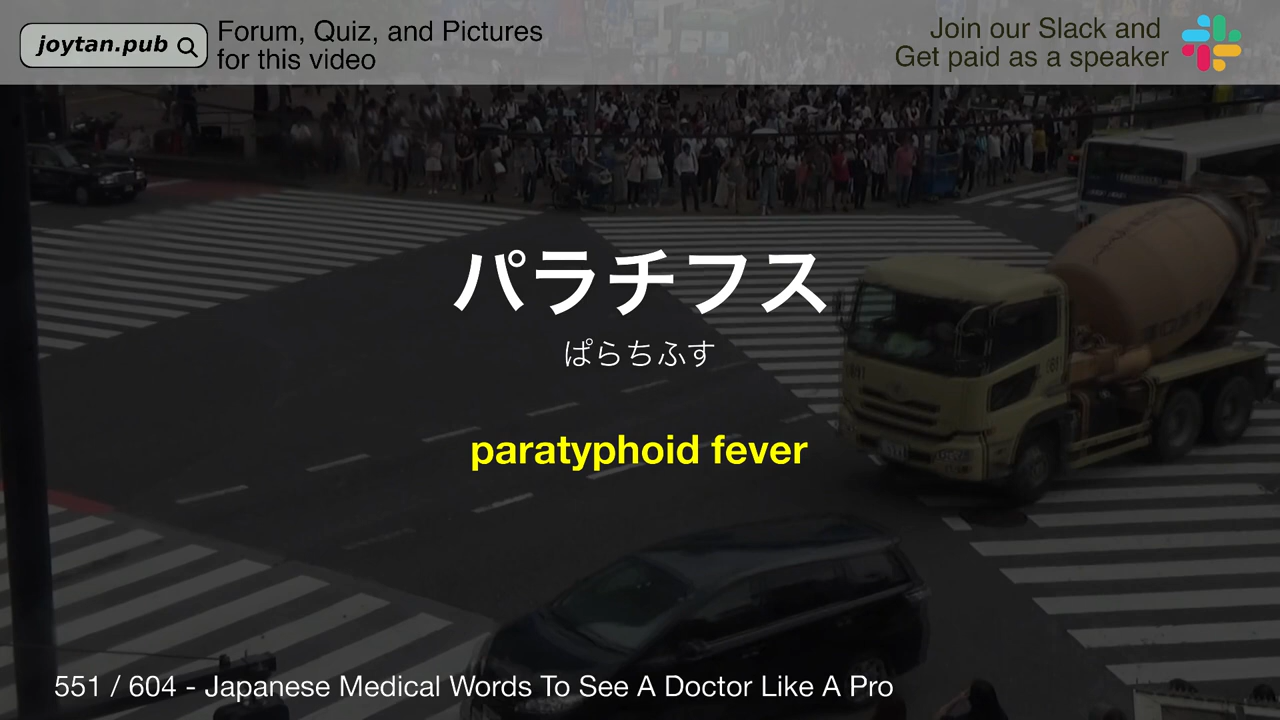 joytan.pub
Forum, Quiz, and Pictures
for this video
Join our Slack and
Get paid as a speaker
パラチフス
ぱらちふす
paratyphoid fever
551 / 604 - Japanese Medical Words To See A Doctor Like A Pro